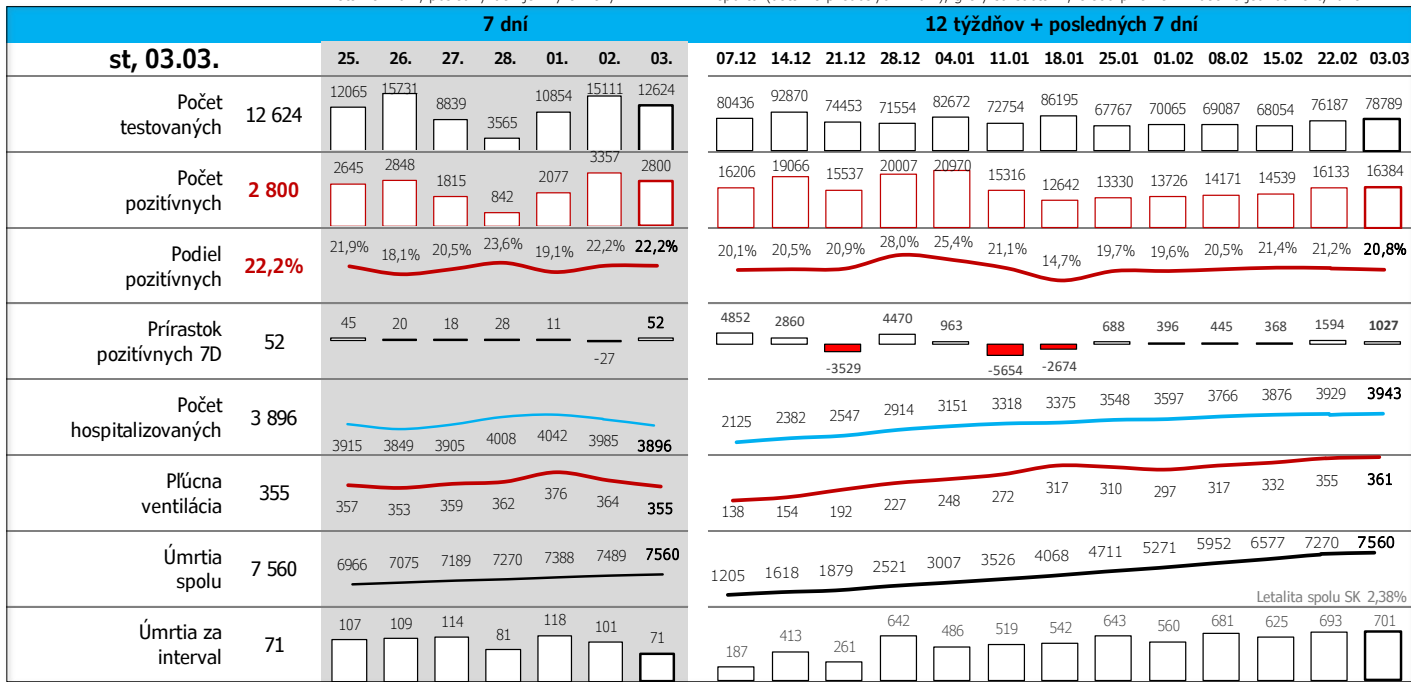 7 dní 12 týždňov + posledných 7 dní
st, 03.03. 25. 26. 27. 28. 01. 02. 03. 07.12 14.12 21.12 28.12 04.01 11.01 18.01 25.01 01.02 08.02 15.02 22.02 03.03
Počet testovaných 12 624 12065 15731 8839 3565 10854 15111 12624 80436 92870 74453 71554 82672 72754 86195 67767 70065 69087 68054 76187 78789
Počet pozitívnych 2 800 2645 2848 1815 842 2077 3357 2800 16206 19066 15537 20007 20970 15316 12642 13330 13726 14171 14539 16133 16384
Podiel pozitívnych 22,2% 21,9% 18,1% 20,5% 23,6% 19,1% 22,2% 22,2% 20,1% 20,5% 20,9% 28,0% 25,4% 21,1% 14,7% 19,7% 19,6% 20,5% 21,4% 21,2% 20,8%
Prírastok pozitívnych 7D 52 45 20 18 28 11 -27 52 4852 2860 -3529 4470 963 -5654 -2674 688 396 445 368 1594 1027
Počet hospitalizovaných 3 896 3915 3849 3905 4008 4042 3985 3896 2125 2382 2547 2914 3151 3318 3375 3548 3597 3766 3876 3929 3943
Pľúcna ventilácia 355 357 353 359 362 376 364 355 138 154 192 227 248 272 317 310 297 317 332 355 361
Úmrtia spolu 7 560 6966 7075 7189 7270 7388 7489 7560 1205 1618 1879 2521 3007 3526 4068 4711 5271 5952 6577 7270 7560
Letalita spolu SK 2,38%
Úmrtia za interval 71 107 109 114 81 118 101 71 187 413 261 642 486 519 542 643 560 681 625 693 701